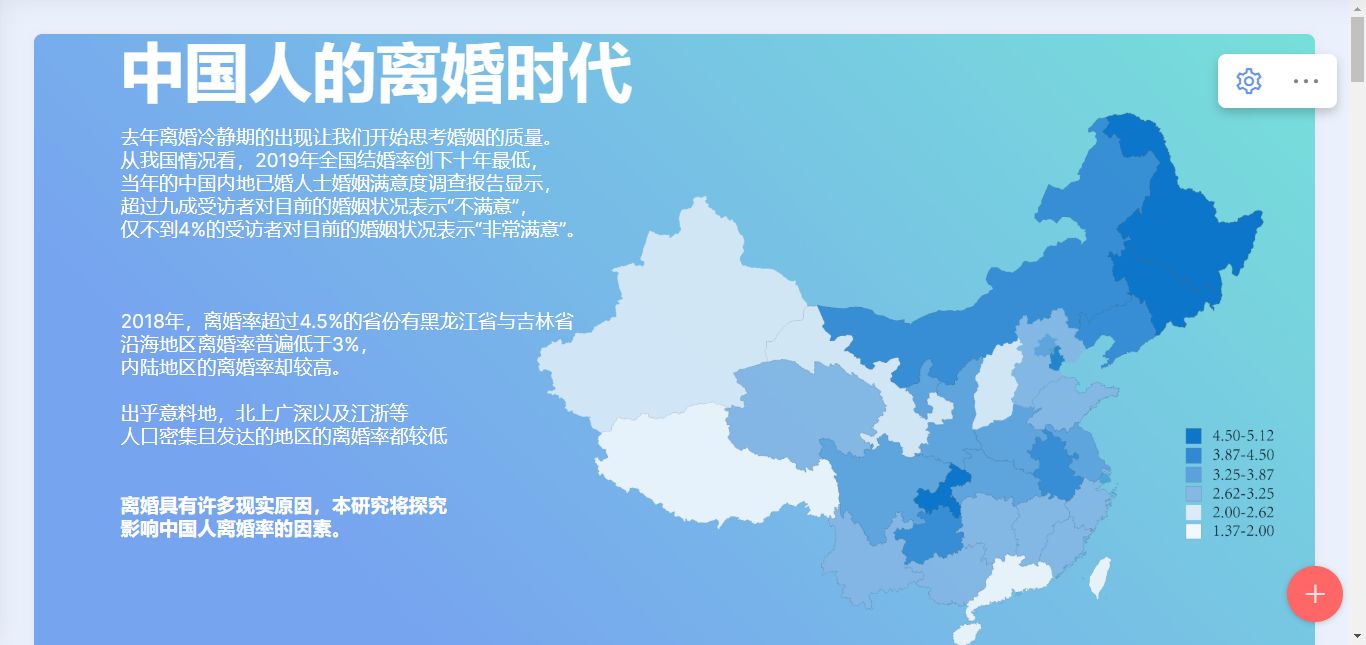 中国人的离婚时代
去年离婚冷静期的出现让我们开始思考婚姻的质量。
从我国情况看，2019年全国结婚率创下十年最低，
当年的中国内地已婚人士婚姻满意度调查报告显示，
超过九成受访者对目前的婚姻状况表示“不满意”，
仅不到4%的受访者对目前的婚姻状况表示“非常满意”。
2018年，离婚率超过4.5%的省份有黑龙江省与吉林省
沿海地区离婚率普遍低于3%，
内陆地区的离婚率却较高。
出乎意料地，北上广深以及江浙等
人口密集且发达的地区的离婚率都较低
离婚具有许多现实原因，本研究将探究
影响中国人离婚率的因素。
4.50-5.12
3.87-4.50
3.25-3.87
2.62-3.25
2.00-2.62
1.37-2.00